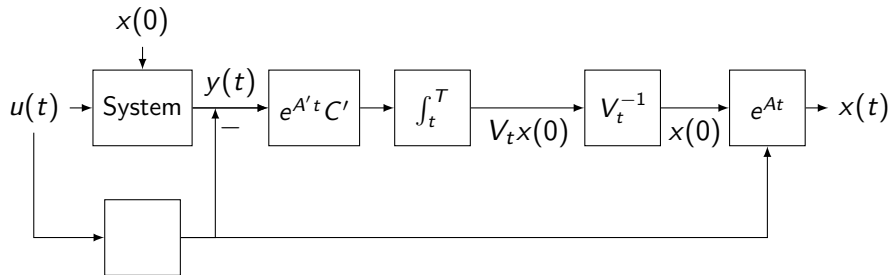 x(0)
u(t)
System
y(t)
−
e^{A′t}C′
∫_t^T
V_t x(0)
V_t^{-1}
x(0)
e^{At}
x(t)